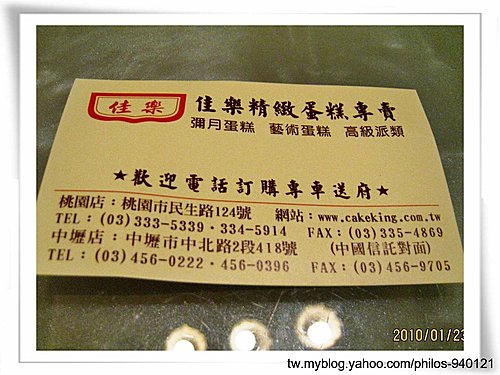 佳樂 佳樂精緻蛋糕專賣
彌月蛋糕 藝術蛋糕 高級派類
★歡迎電話訂購專車送府★
桃園店:桃園市民生路124號 網站:www.cakeking.com.tw
TEL:(03)333-5339·334-5914 FAX:(03)335-4869
中壢店:中壢市中北路2段418號 (中國信託對面)
TEL:(03)456-0222·456-0396 FAX:(03)456-9705
2010/01/23
tw.myblog.yahoo.com/philos-940121